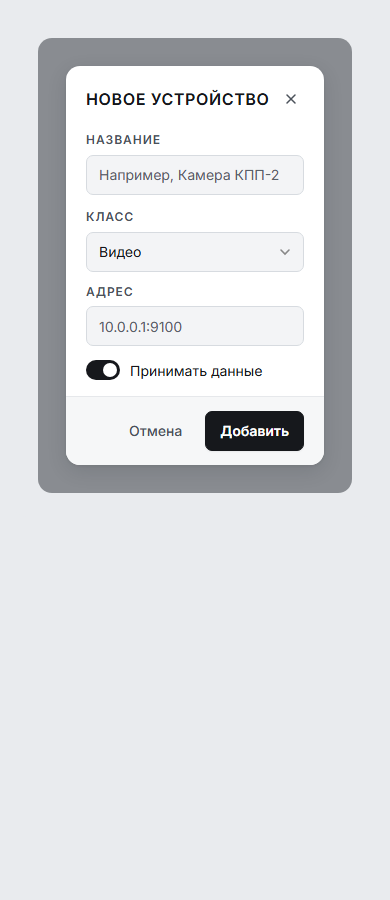 НОВОЕ УСТРОЙСТВО
НАЗВАНИЕ
Например, Камера КПП-2
КЛАСС
Видео
АДРЕС
10.0.0.1:9100
Принимать данные
Отмена
Добавить